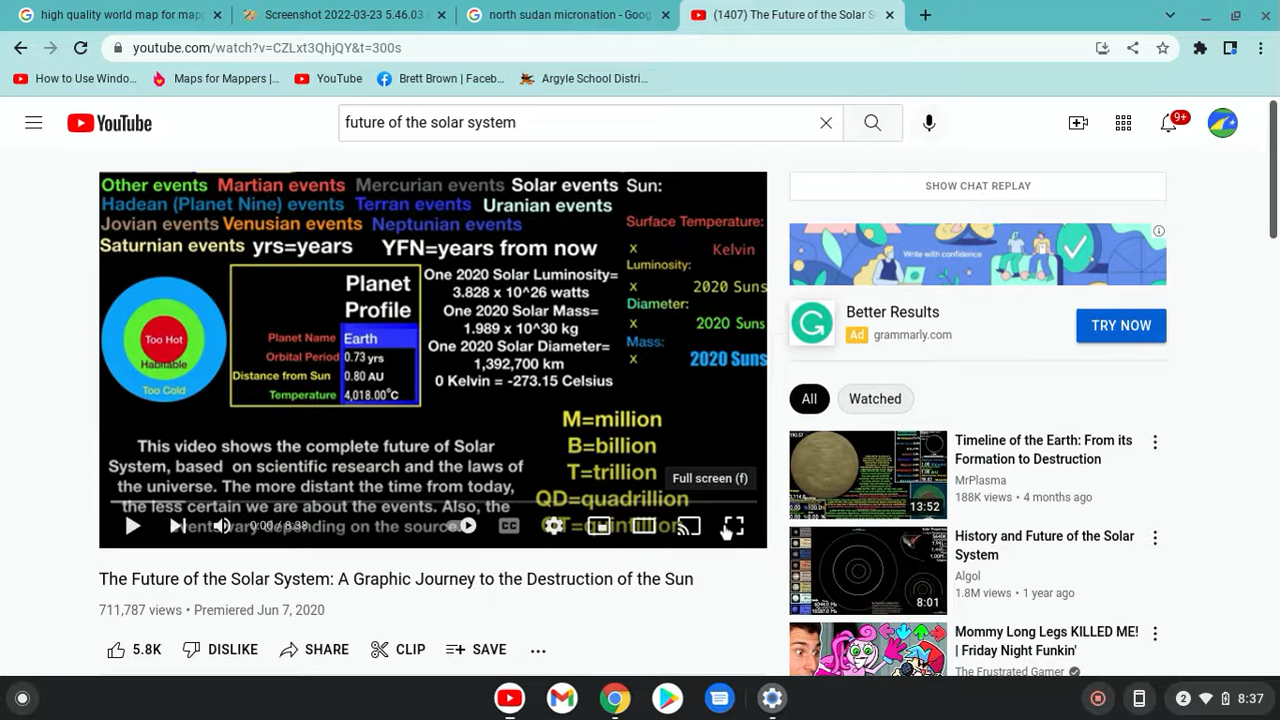 high quality world map for mapp
Screenshot 2022-03-23 5.46.03
north sudan micronation - Goog
(1407) The Future of the Solar S
youtube.com/watch?v=CZLxt3QhjQY&t=300s
How to Use Windo...
Maps for Mappers |...
YouTube
Brett Brown | Faceb...
Argyle School Distri...
YouTube
future of the solar system
9+
Other events Martian events Mercurian events Solar events
Hadean (Planet Nine) events Terran events Uranian events
Jovian events Venusian events Neptunian events
Saturnian events yrs=years YFN=years from now
Sun:
Surface Temperature:
x Kelvin
Luminosity:
x 2020 Suns
Diameter:
x 2020 Suns
Mass:
x 2020 Suns
Too Hot
Habitable
Too Cold
Planet
Profile
Planet Name Earth
Orbital Period 0.73 yrs
Distance from Sun 0.80 AU
Temperature 4,018.00°C
One 2020 Solar Luminosity=
3.828 x 10^26 watts
One 2020 Solar Mass=
1.989 x 10^30 kg
One 2020 Solar Diameter=
1,392,700 km
0 Kelvin = -273.15 Celsius
M=million
B=billion
T=trillion
QD=quadrillion
This video shows the complete future of Solar
System, based on scientific research and the laws of
the universe. The more distant the time from today,
the less certain we are about the events. Also, the
depending on the source
Full screen (f)
0:00 / 8:38
CC
The Future of the Solar System: A Graphic Journey to the Destruction of the Sun
711,787 views • Premiered Jun 7, 2020
5.8K
DISLIKE
SHARE
CLIP
SAVE
SHOW CHAT REPLAY
Write with confidence
Better Results
Ad grammarly.com
TRY NOW
All
Watched
Timeline of the Earth: From its
Formation to Destruction
MrPlasma
188K views • 4 months ago
13:52
History and Future of the Solar
System
Algol
1.8M views • 1 year ago
8:01
Mommy Long Legs KILLED ME!
| Friday Night Funkin'
The Frustrated Gamer
2
8:37